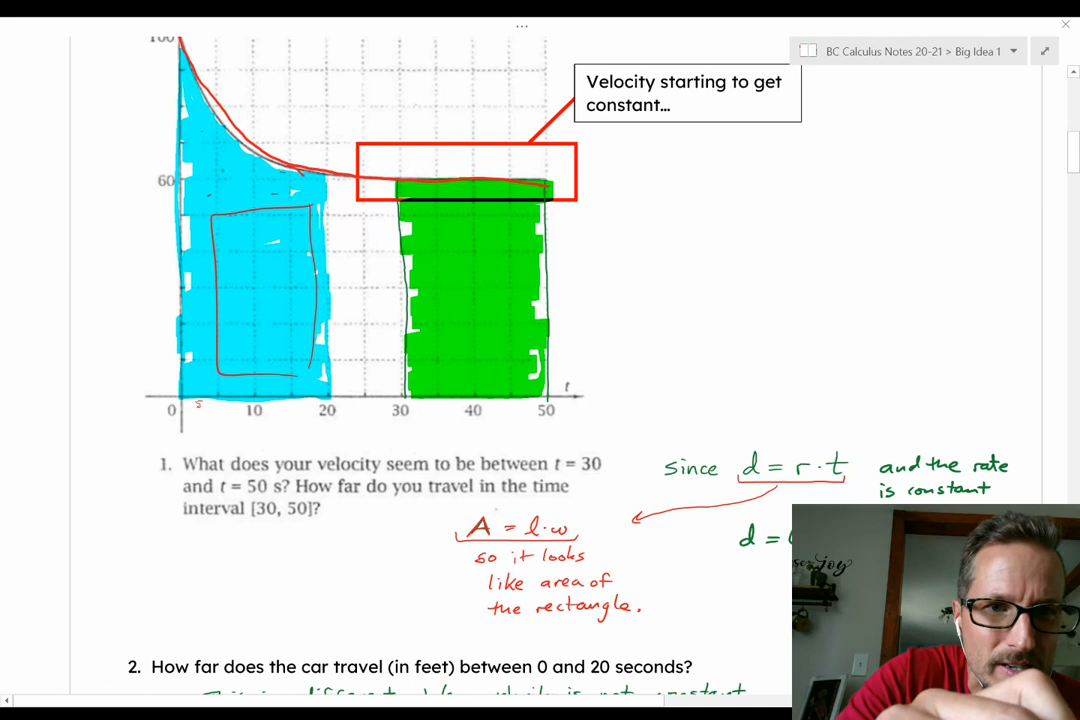 BC Calculus Notes 20-21 > Big Idea 1
100
Velocity starting to get
constant...
60
t
0 5 10 20 30 40 50
1. What does your velocity seem to be between t = 30
and t = 50 s? How far do you travel in the time
interval [30, 50]?
since d = r · t and the rate
is constant
d =
A = l · w
so it looks
like area of
the rectangle.
joy
2. How far does the car travel (in feet) between 0 and 20 seconds?